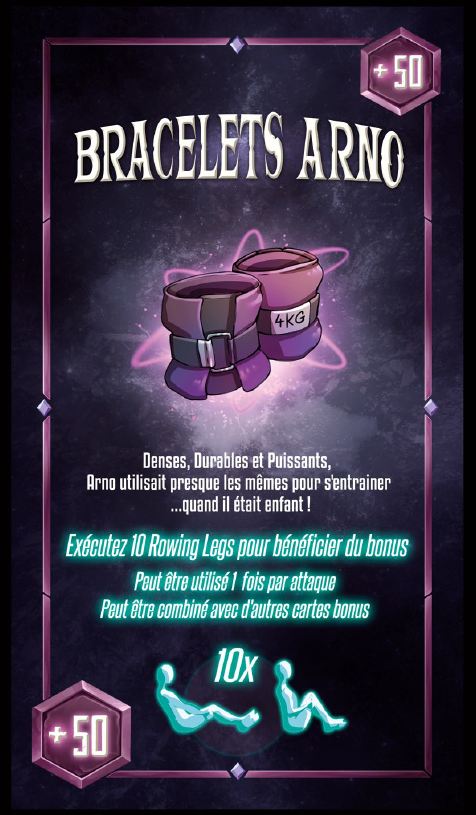 +50
BRACELETS ARNO
4KG
Denses, Durables et Puissants,
Arno utilisait presque les mêmes pour s'entrainer
...quand il était enfant !
Exécutez 10 Rowing Legs pour bénéficier du bonus
Peut être utilisé 1 fois par attaque
Peut être combiné avec d'autres cartes bonus
10x
+50